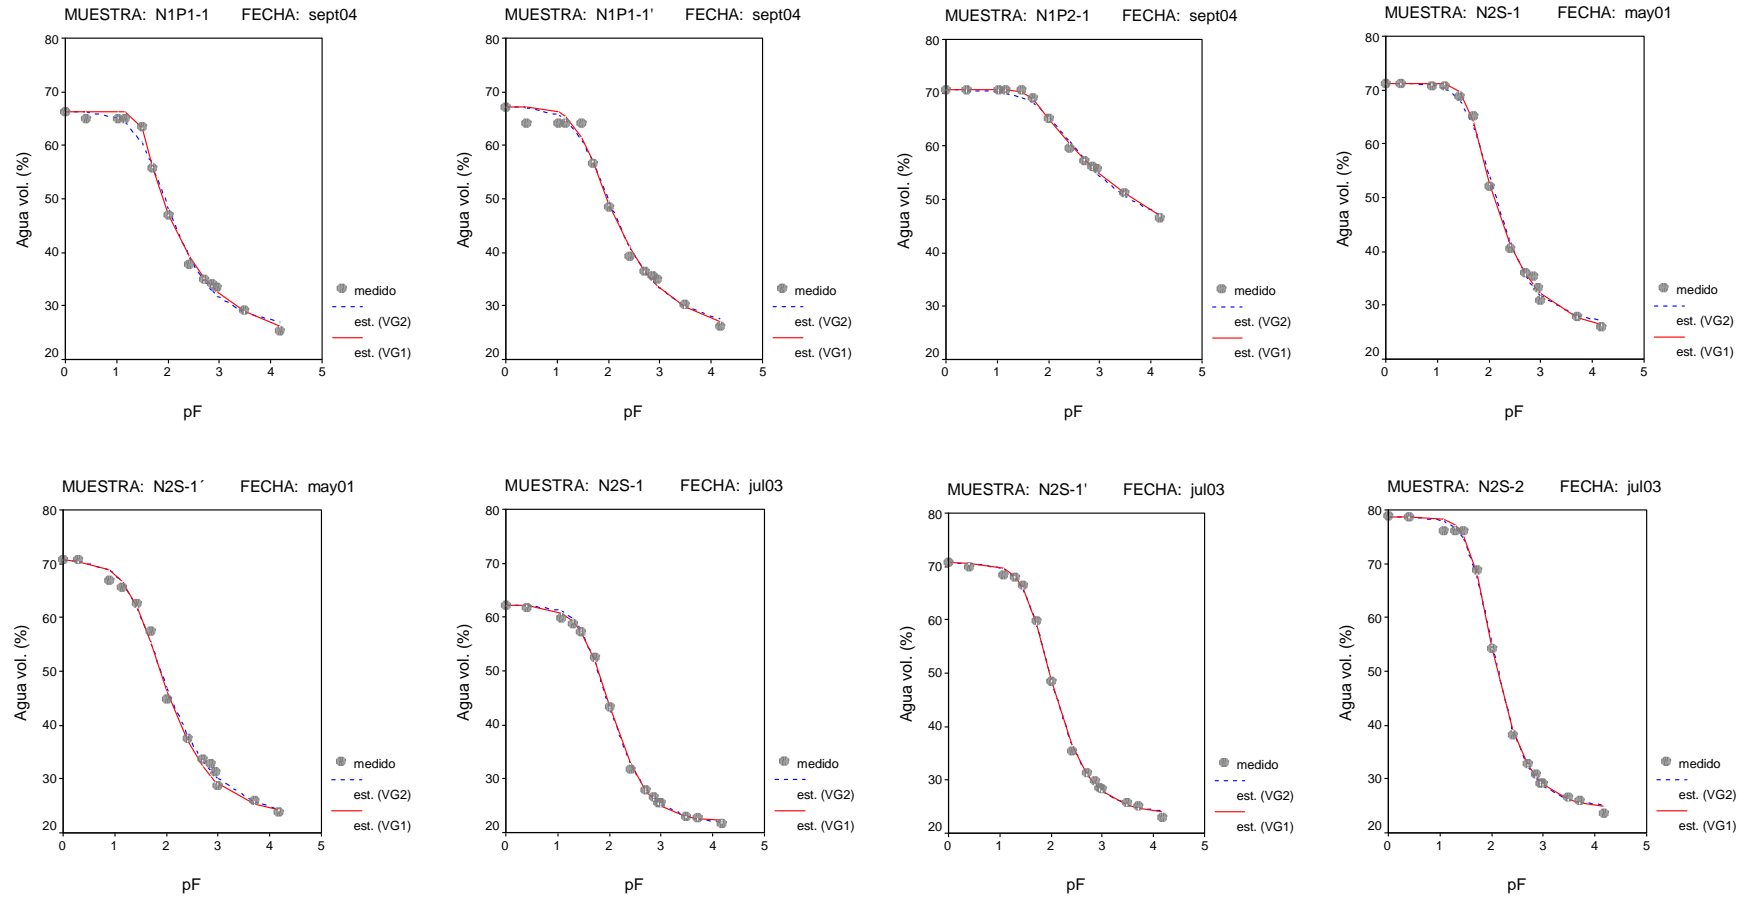 MUESTRA: N1P1-1 FECHA: sept04
80
70
60
50
40
30
20
Agua vol. (%)
0 1 2 3 4 5
pF
medido
est. (VG2)
est. (VG1)
MUESTRA: N1P1-1' FECHA: sept04
80
70
60
50
40
30
20
Agua vol. (%)
0 1 2 3 4 5
pF
medido
est. (VG2)
est. (VG1)
MUESTRA: N1P2-1 FECHA: sept04
80
70
60
50
40
30
20
Agua vol. (%)
0 1 2 3 4 5
pF
medido
est. (VG2)
est. (VG1)
MUESTRA: N2S-1 FECHA: may01
80
70
60
50
40
30
20
Agua vol. (%)
0 1 2 3 4 5
pF
medido
est. (VG2)
est. (VG1)
MUESTRA: N2S-1´ FECHA: may01
80
70
60
50
40
30
20
Agua vol. (%)
0 1 2 3 4 5
pF
medido
est. (VG2)
est. (VG1)
MUESTRA: N2S-1 FECHA: jul03
80
70
60
50
40
30
20
Agua vol. (%)
0 1 2 3 4 5
pF
medido
est. (VG2)
est. (VG1)
MUESTRA: N2S-1' FECHA: jul03
80
70
60
50
40
30
20
Agua vol. (%)
0 1 2 3 4 5
pF
medido
est. (VG2)
est. (VG1)
MUESTRA: N2S-2 FECHA: jul03
80
70
60
50
40
30
20
Agua vol. (%)
0 1 2 3 4 5
pF
medido
est. (VG2)
est. (VG1)